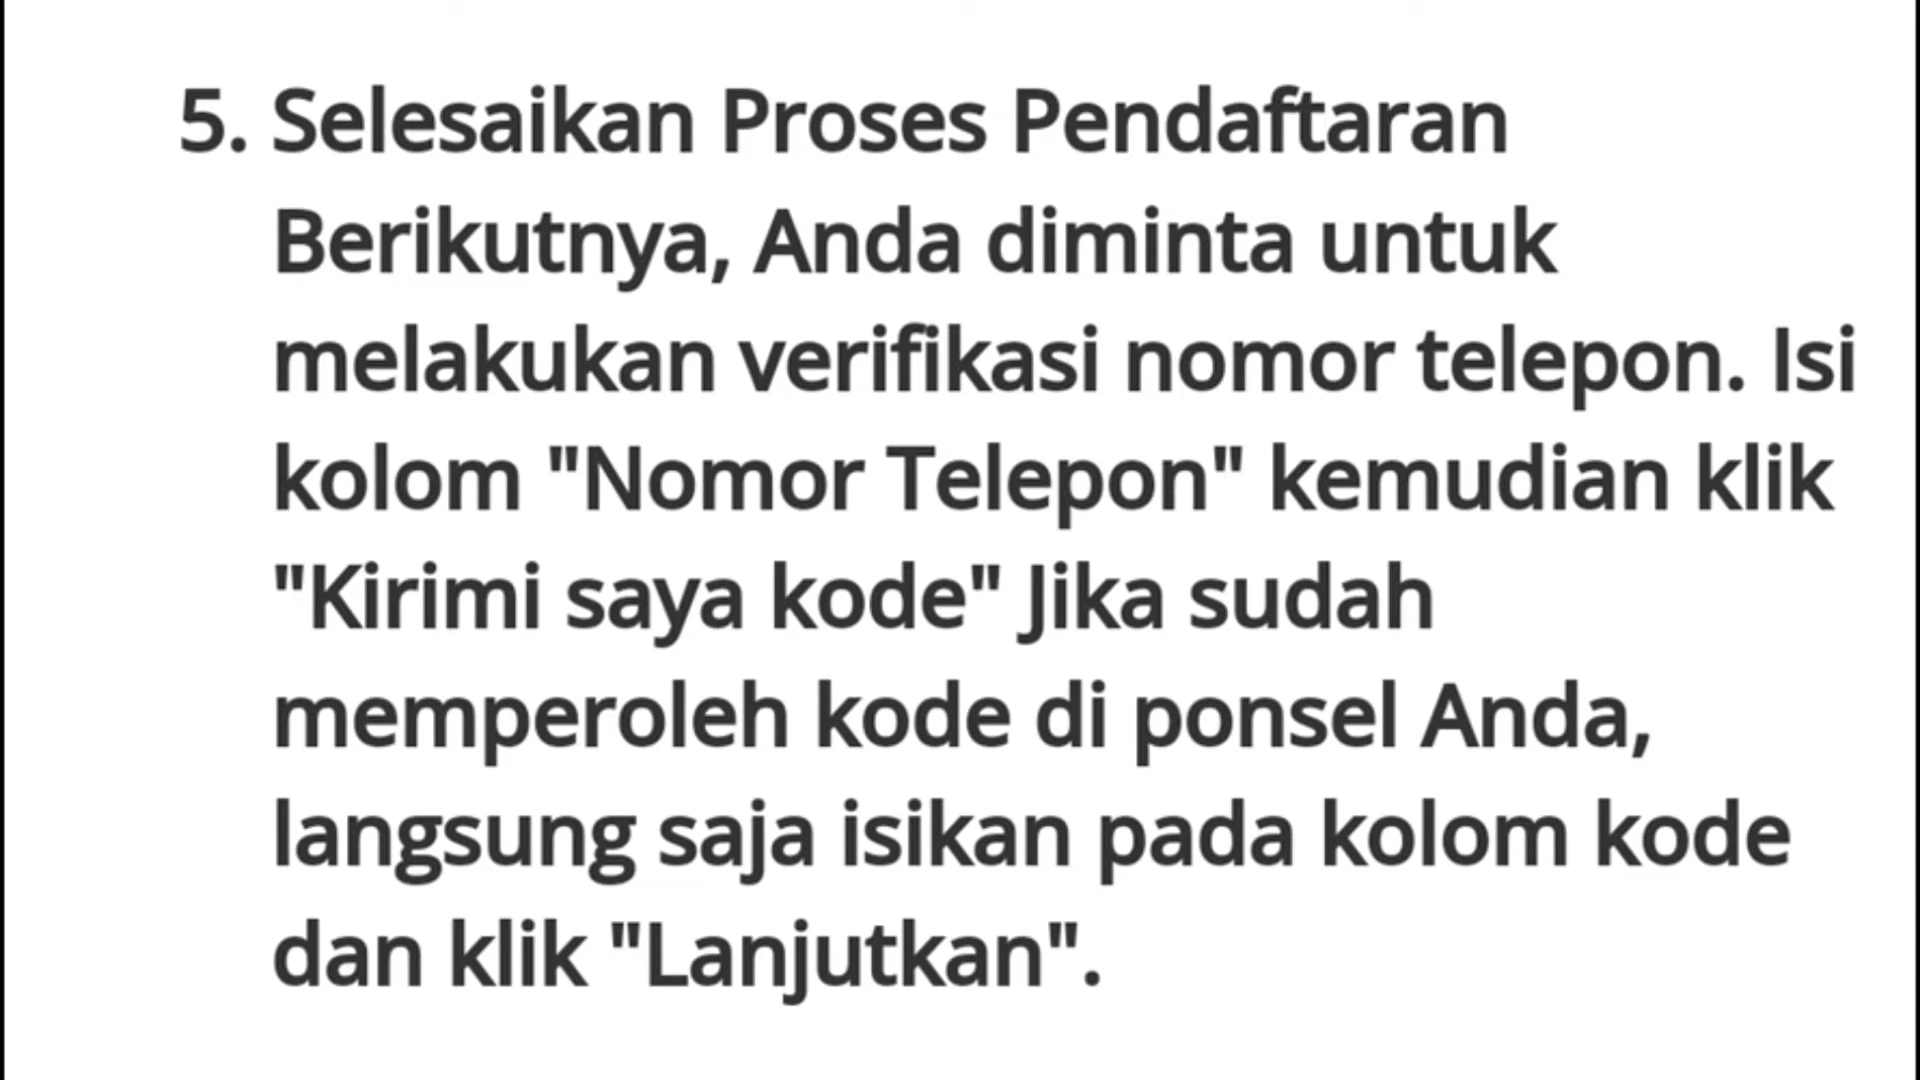 5. Selesaikan Proses Pendaftaran
Berikutnya, Anda diminta untuk
melakukan verifikasi nomor telepon. Isi
kolom "Nomor Telepon" kemudian klik
"Kirimi saya kode" Jika sudah
memperoleh kode di ponsel Anda,
langsung saja isikan pada kolom kode
dan klik "Lanjutkan".